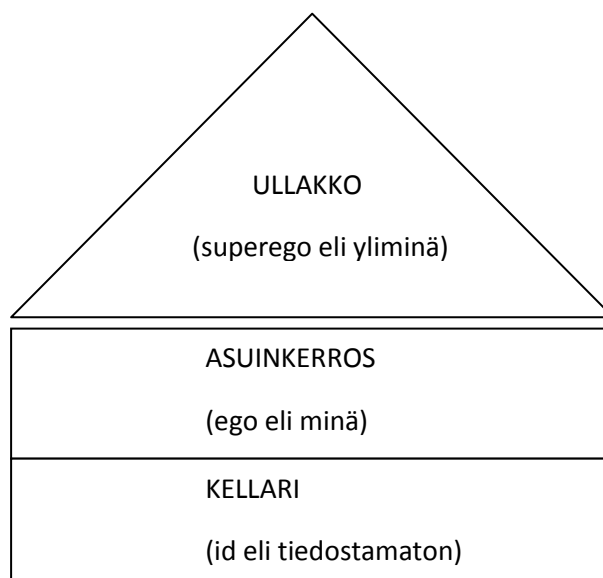 ULLAKKO
(superego eli yliminä)
ASUINKERROS
(ego eli minä)
KELLARI
(id eli tiedostamaton)